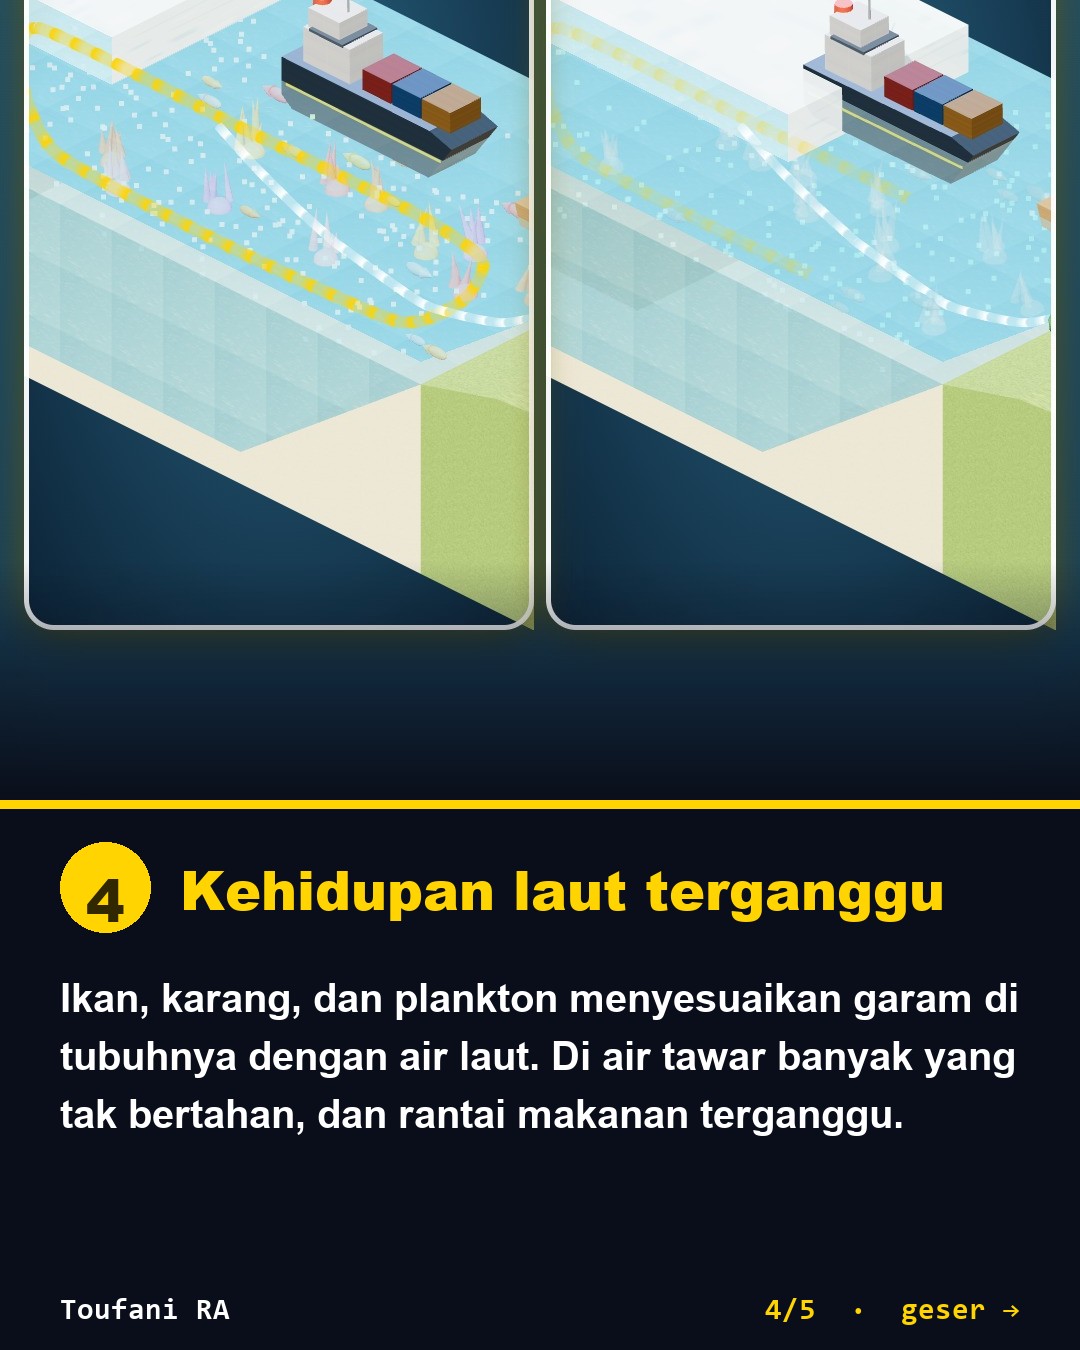 4 Kehidupan laut terganggu
Ikan, karang, dan plankton menyesuaikan garam di
tubuhnya dengan air laut. Di air tawar banyak yang
tak bertahan, dan rantai makanan terganggu.
Toufani RA 4/5 · geser →